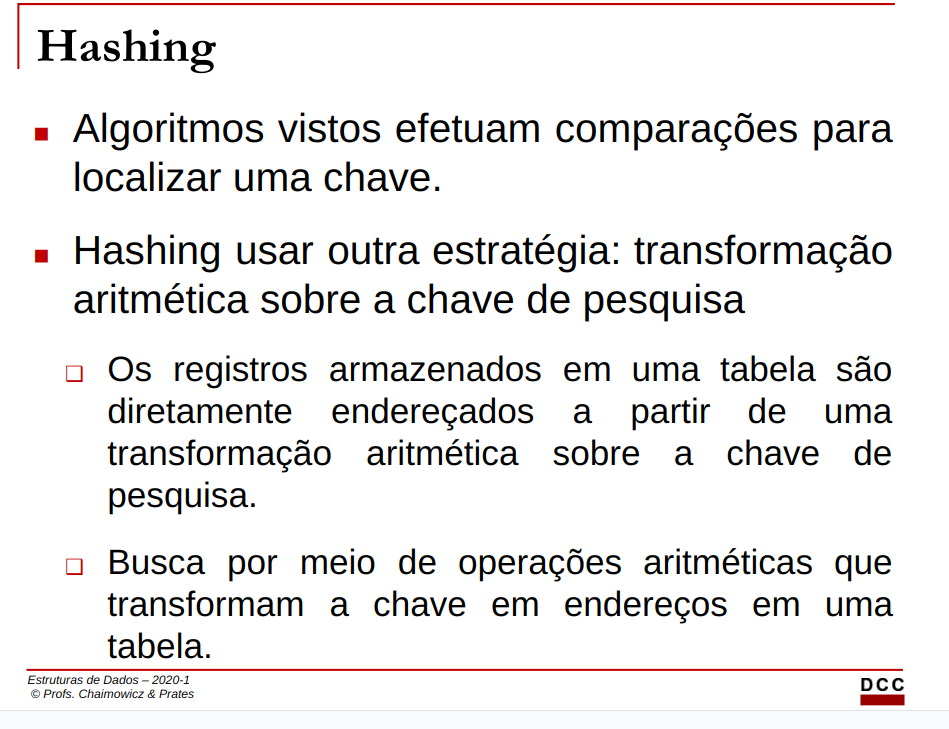 Hashing
Algoritmos vistos efetuam comparações para
localizar uma chave.
Hashing usar outra estratégia: transformação
aritmética sobre a chave de pesquisa
Os registros armazenados em uma tabela são
diretamente endereçados a partir de uma
transformação aritmética sobre a chave de
pesquisa.
Busca por meio de operações aritméticas que
transformam a chave em endereços em uma
tabela.
Estruturas de Dados – 2020-1
© Profs. Chaimowicz & Prates
DCC